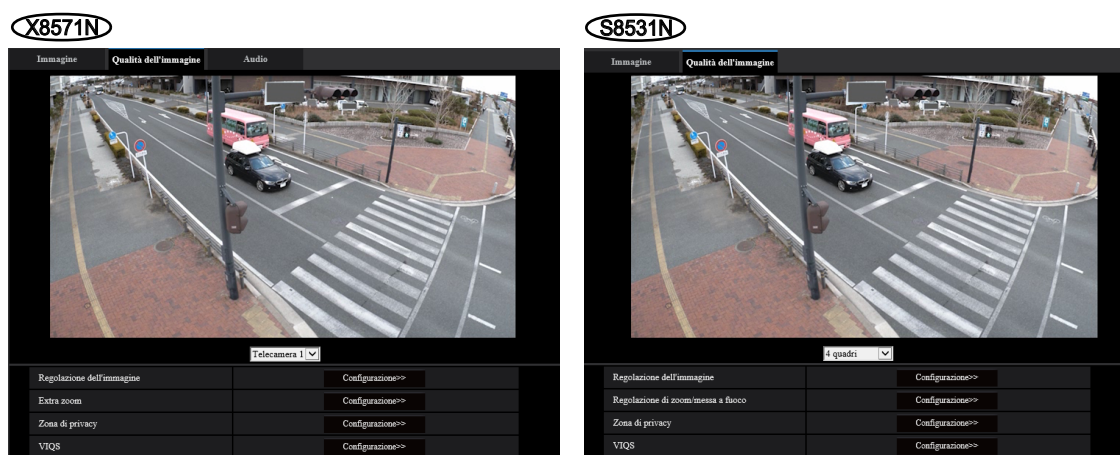 X8571N
Immagine Qualità dell'immagine Audio
Telecamera 1
Regolazione dell'immagine Configurazione>>
Extra zoom Configurazione>>
Zona di privacy Configurazione>>
VIQS Configurazione>>
S8531N
Immagine Qualità dell'immagine
4 quadri
Regolazione dell'immagine Configurazione>>
Regolazione di zoom/messa a fuoco Configurazione>>
Zona di privacy Configurazione>>
VIQS Configurazione>>